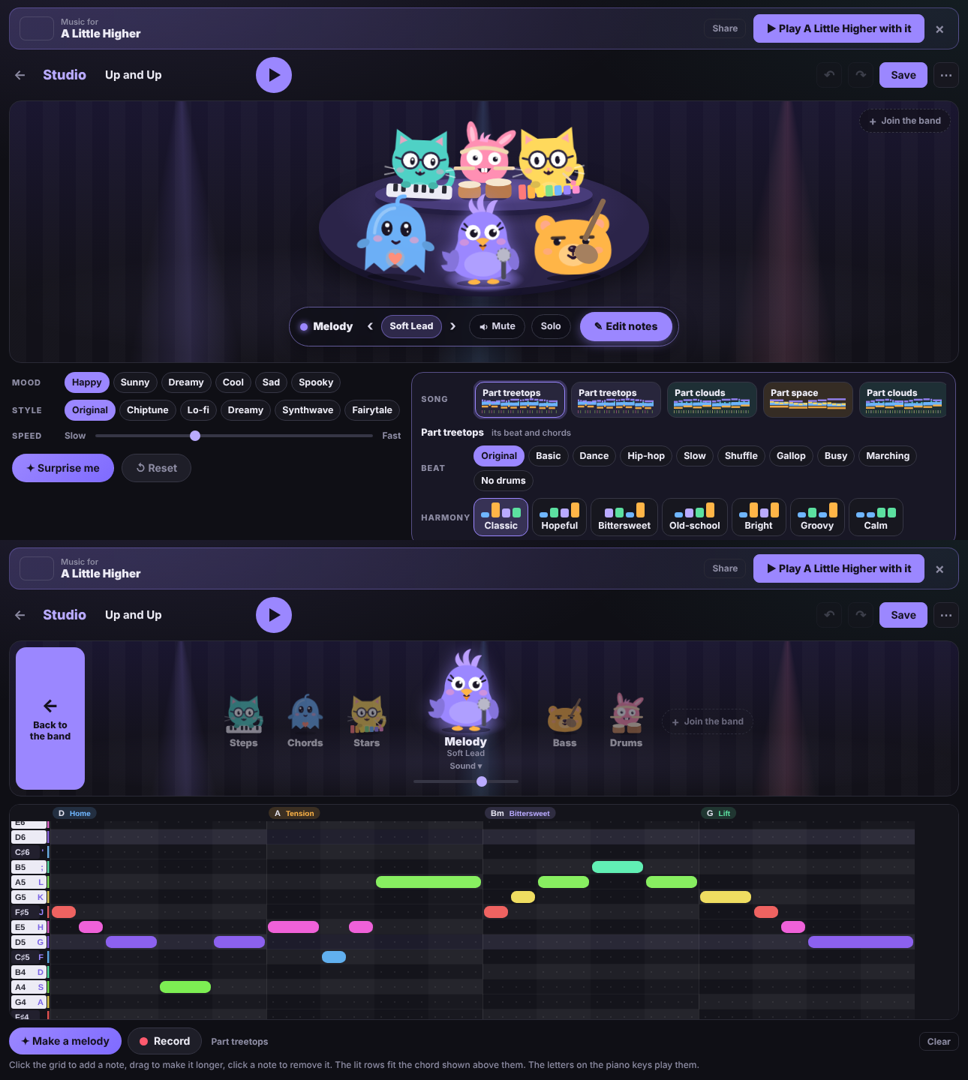 Music for
A Little Higher
Share
▶ Play A Little Higher with it
×
← Studio Up and Up
Save
+ Join the band
Melody
‹ Soft Lead ›
Mute
Solo
✎ Edit notes
MOOD Happy Sunny Dreamy Cool Sad Spooky
STYLE Original Chiptune Lo-fi Dreamy Synthwave Fairytale
SPEED Slow Fast
✦ Surprise me
↺ Reset
SONG Part treetops Part treetops Part clouds Part space Part clouds
Part treetops its beat and chords
BEAT Original Basic Dance Hip-hop Slow Shuffle Gallop Busy Marching
No drums
HARMONY Classic Hopeful Bittersweet Old-school Bright Groovy Calm
Music for
A Little Higher
Share
▶ Play A Little Higher with it
×
← Studio Up and Up
Save
←
Back to
the band
Steps Chords Stars Melody Bass Drums
+ Join the band
Soft Lead
Sound ▾
D Home A Tension Bm Bittersweet G Lift
E6
D6
C#6 '
B5 ;
A5 L
G5 K
F#5 J
E5 H
D5 G
C#5 F
B4 D
A4 S
G4 A
F#4
✦ Make a melody
Record
Part treetops
Clear
Click the grid to add a note, drag to make it longer, click a note to remove it. The lit rows fit the chord shown above them. The letters on the piano keys play them.